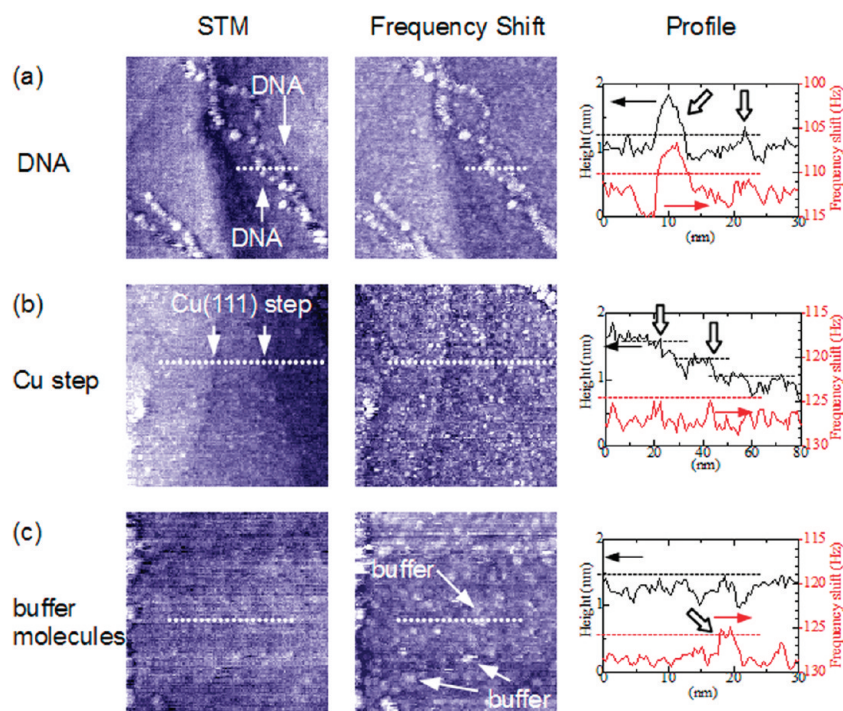 STM Frequency Shift Profile
(a)
DNA
DNA
DNA
2
1
0
Height (nm)
100
105
110
115
Frequency shift (Hz)
0 10 20 30
(nm)
(b)
Cu step
Cu(111) step
2
1
0
Height (nm)
115
120
125
130
Frequency shift (Hz)
0 20 40 60 80
(nm)
(c)
buffer
molecules
buffer
buffer
2
1
0
Height (nm)
115
120
125
130
Frequency shift (Hz)
0 10 20 30
(nm)